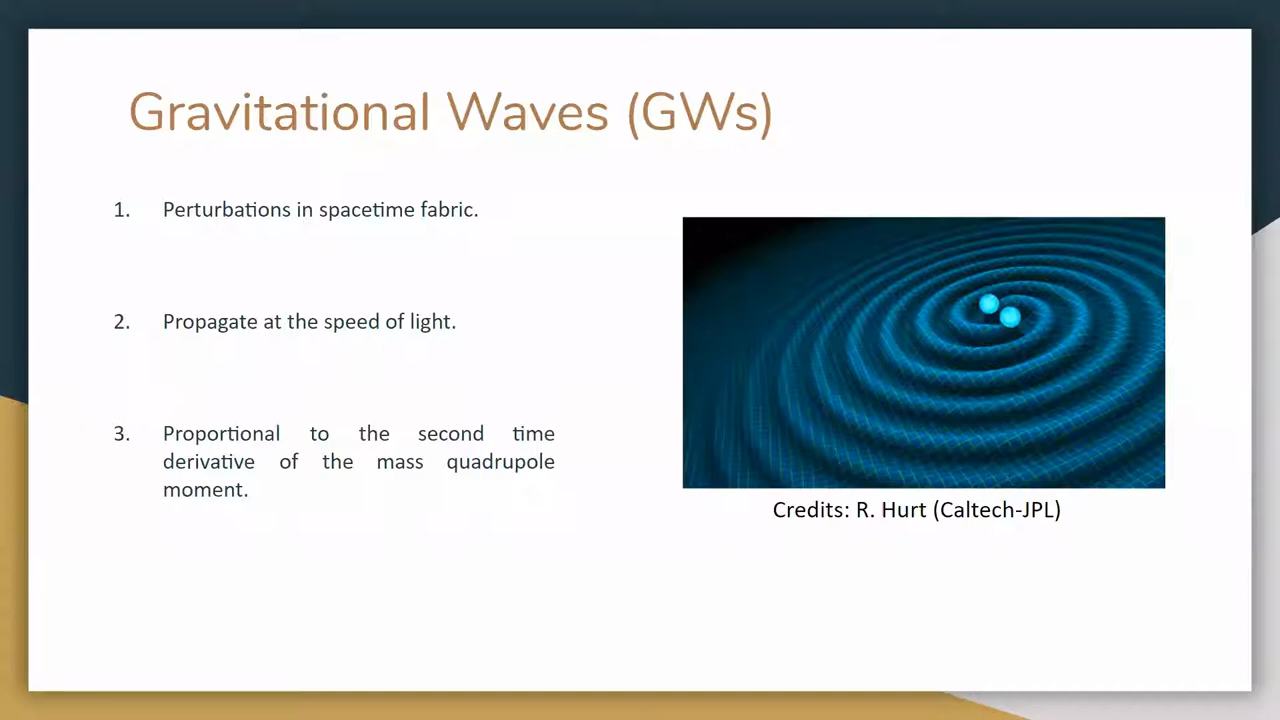 Gravitational Waves (GWs)
1. Perturbations in spacetime fabric.
2. Propagate at the speed of light.
3. Proportional to the second time
derivative of the mass quadrupole
moment.
Credits: R. Hurt (Caltech-JPL)